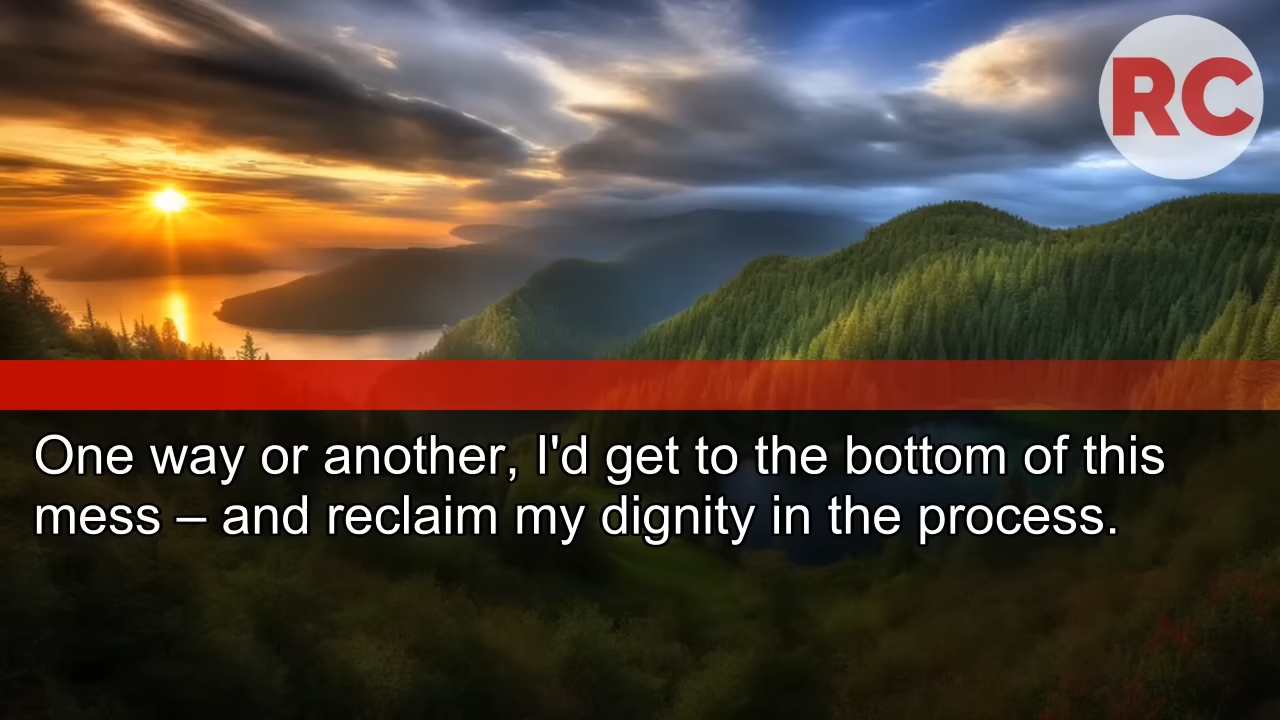 RC
One way or another, I'd get to the bottom of this
mess – and reclaim my dignity in the process.